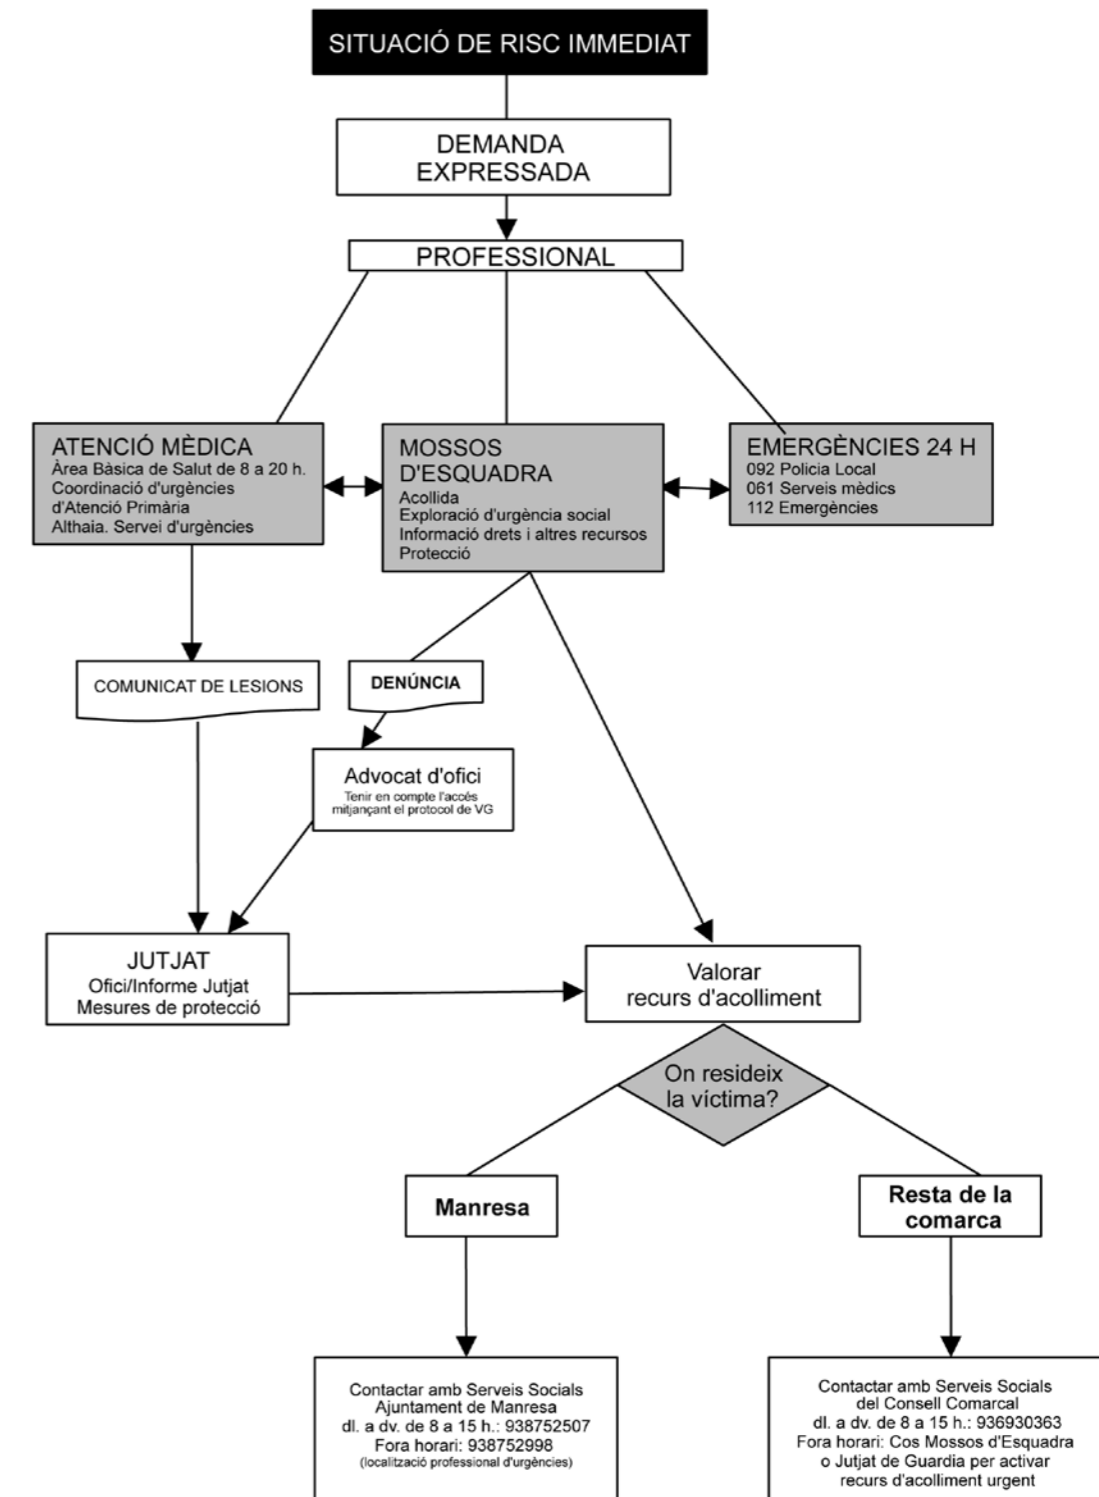 SITUACIÓ DE RISC IMMEDIAT
DEMANDA
EXPRESSADA
PROFESSIONAL
ATENCIÓ MÈDICA
Àrea Bàsica de Salut de 8 a 20 h.
Coordinació d'urgències
d'Atenció Primària
Althaia. Servei d'urgències
MOSSOS
D'ESQUADRA
Acollida
Exploració d'urgència social
Informació drets i altres recursos
Protecció
EMERGÈNCIES 24 H
092 Policia Local
061 Serveis mèdics
112 Emergències
COMUNICAT DE LESIONS
DENÚNCIA
Advocat d'ofici
Tenir en compte l'accés
mitjançant el protocol de VG
JUTJAT
Ofici/Informe Jutjat
Mesures de protecció
Valorar
recurs d'acolliment
On resideix
la víctima?
Manresa
Resta de la
comarca
Contactar amb Serveis Socials
Ajuntament de Manresa
dl. a dv. de 8 a 15 h.: 938752507
Fora horari: 938752998
(localització professional d'urgències)
Contactar amb Serveis Socials
del Consell Comarcal
dl. a dv. de 8 a 15 h.: 936930363
Fora horari: Cos Mossos d'Esquadra
o Jutjat de Guardia per activar
recurs d'acolliment urgent